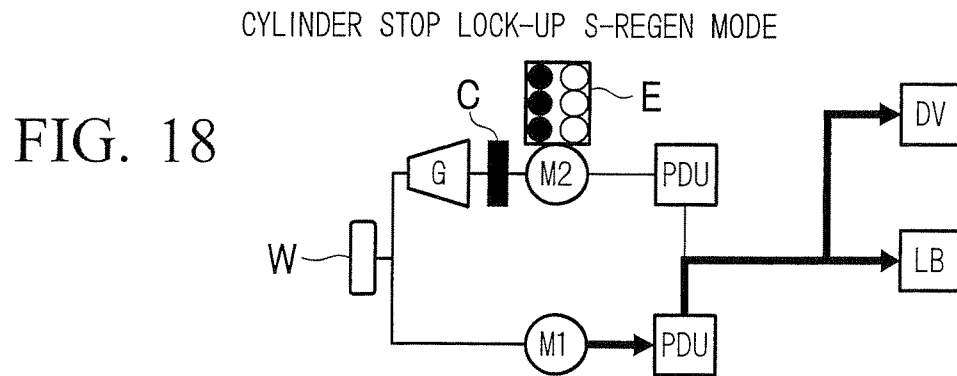 CYLINDER STOP LOCK-UP S-REGEN MODE
FIG. 18
C
E
DV
G
M2
PDU
W
LB
M1
PDU